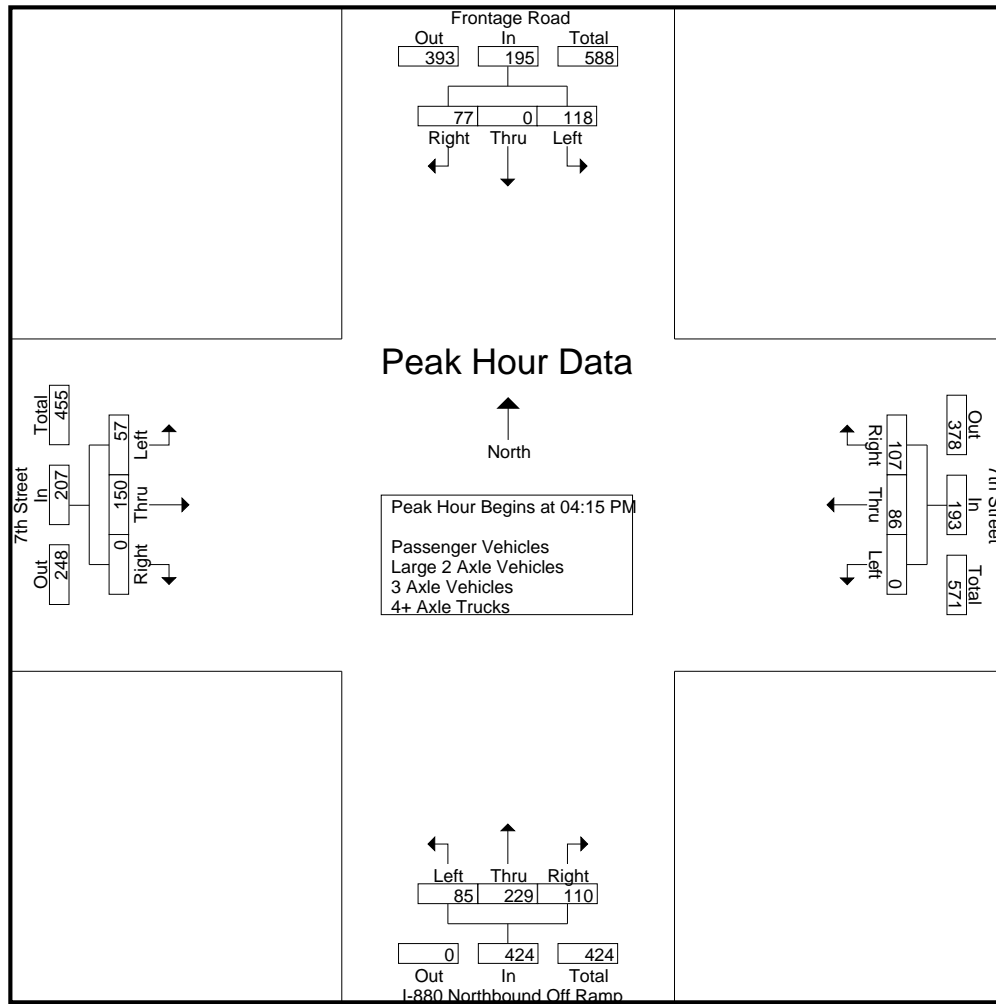 Frontage Road
Out In Total
393 195 588
77 0 118
Right Thru Left
Peak Hour Data
North
Peak Hour Begins at 04:15 PM
Passenger Vehicles
Large 2 Axle Vehicles
3 Axle Vehicles
4+ Axle Trucks
7th Street
Out In Total
248 207 455
0 150 57
Right Thru Left
7th Street
Out In Total
378 193 571
107 86 0
Right Thru Left
Left Thru Right
85 229 110
0 424 424
Out In Total
I-880 Northbound Off Ramp